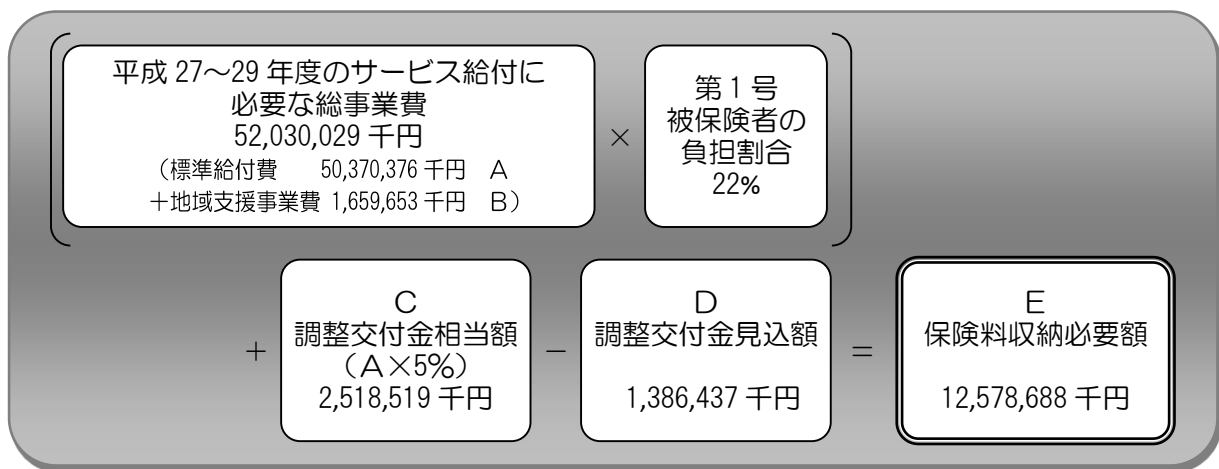 平成 27～29 年度のサービス給付に
必要な総事業費
52,030,029 千円
（標準給付費 50,370,376 千円 A
＋地域支援事業費 1,659,653 千円 B）
×
第１号
被保険者の
負担割合
22%
＋
C
調整交付金相当額
（A×5%）
2,518,519 千円
－
D
調整交付金見込額
1,386,437 千円
＝
E
保険料収納必要額
12,578,688 千円